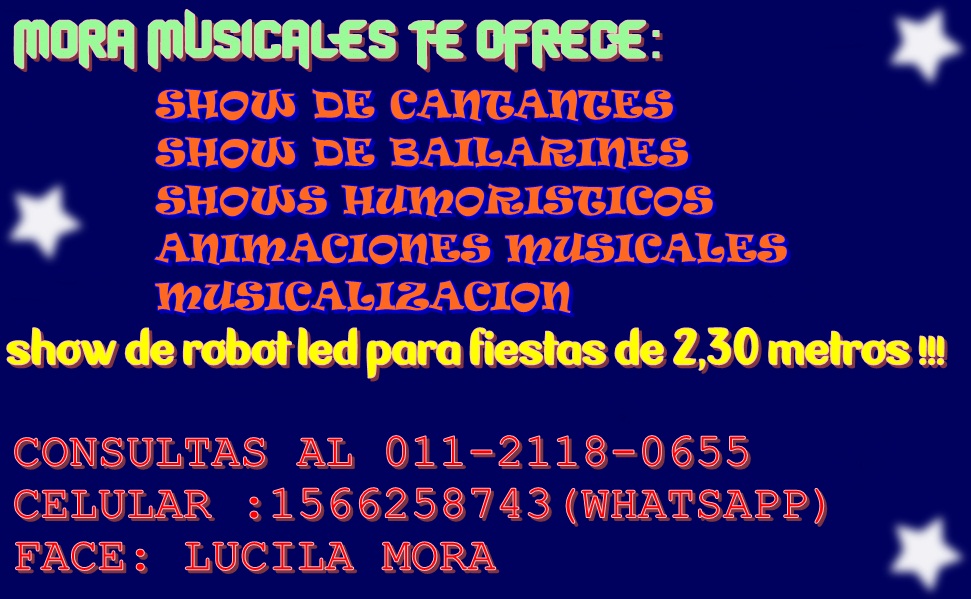 MORA MUSICALES TE OFRECE:
SHOW DE CANTANTES
SHOW DE BAILARINES
SHOWS HUMORISTICOS
ANIMACIONES MUSICALES
MUSICALIZACION
show de robot led para fiestas de 2,30 metros !!!
CONSULTAS AL 011-2118-0655
CELULAR :1566258743(WHATSAPP)
FACE: LUCILA MORA